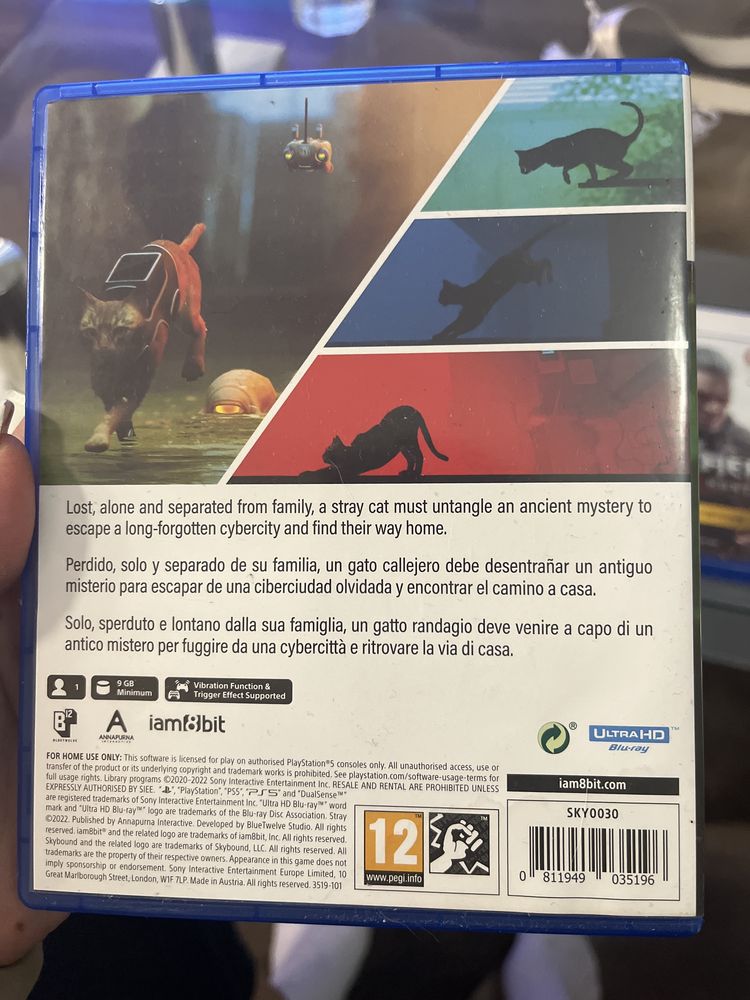 Lost, alone and separated from family, a stray cat must untangle an ancient mystery to
escape a long-forgotten cybercity and find their way home.
Perdido, solo y separado de su familia, un gato callejero debe desentrañar un antiguo
misterio para escapar de una ciberciudad olvidada y encontrar el camino a casa.
Solo, sperduto e lontano dalla sua famiglia, un gatto randagio deve venire a capo di un
antico mistero per fuggire da una cybercittà e ritrovare la via di casa.
1
9 GB
Minimum
Vibration Function &
Trigger Effect Supported
B12
BLUETWELVE
A
ANNAPURNA
INTERACTIVE
iam8bit
®
ULTRA HD™
Blu-ray
FOR HOME USE ONLY: This software is licensed for play on authorised PlayStation®5 consoles only. All unauthorised access, use or
transfer of the product or its underlying copyright and trademark works is prohibited. See playstation.com/software-usage-terms for
full usage rights. Library programs ©2020-2022 Sony Interactive Entertainment Inc. RESALE AND RENTAL ARE PROHIBITED UNLESS
EXPRESSLY AUTHORISED BY SIEE. "PlayStation", "PS5", "PS5" and "DualSense"
are registered trademarks of Sony Interactive Entertainment Inc. "Ultra HD Blu-ray™" word
mark and "Ultra HD Blu-ray™" logo are trademarks of the Blu-ray Disc Association. Stray
©2022. Published by Annapurna Interactive. Developed by BlueTwelve Studio. All rights
reserved. iam8bit® and the related logo are trademarks of iam8bit, Inc. All rights reserved.
Skybound and the related logo are trademarks of Skybound, LLC. All rights reserved. All
trademarks are the property of their respective owners. Appearance in this game does not
imply sponsorship or endorsement. Sony Interactive Entertainment Europe Limited, 10
Great Marlborough Street, London, W1F 7LP. Made in Austria. All rights reserved. 3519-101
12
www.pegi.info
iam8bit.com
SKY0030
0 811949 035196